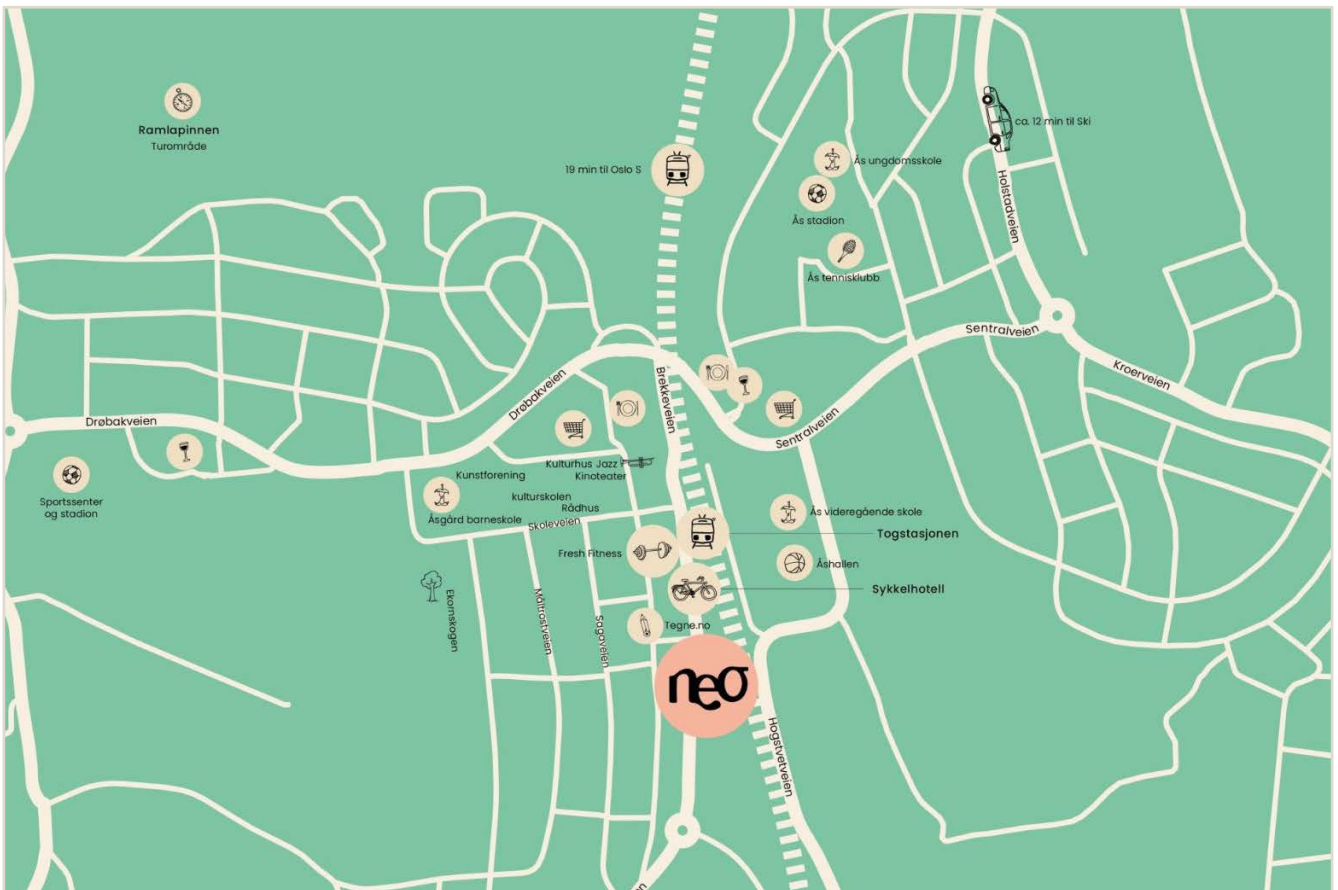 Ramlapinnen
Turområde
19 min til Oslo S
ca. 12 min til Ski
Ås ungdomsskole
Ås stadion
Ås tennisklubb
Holstadveien
Sentralveien
Kroerveien
Drøbakveien
Brekkeveien
Drøbakveien
Sentralveien
Sportssenter
og stadion
Kunstforening
Kulturhus Jazz
Kinoteater
kulturskolen
Rådhus
Åsgård barneskole
Skoleveien
Ås videregående skole
Togstasjonen
Fresh Fitness
Åshallen
Sykkelhotell
Ekornskogen
Måltrostveien
Sagaveien
Tegne.no
neo
Hogstvetveien